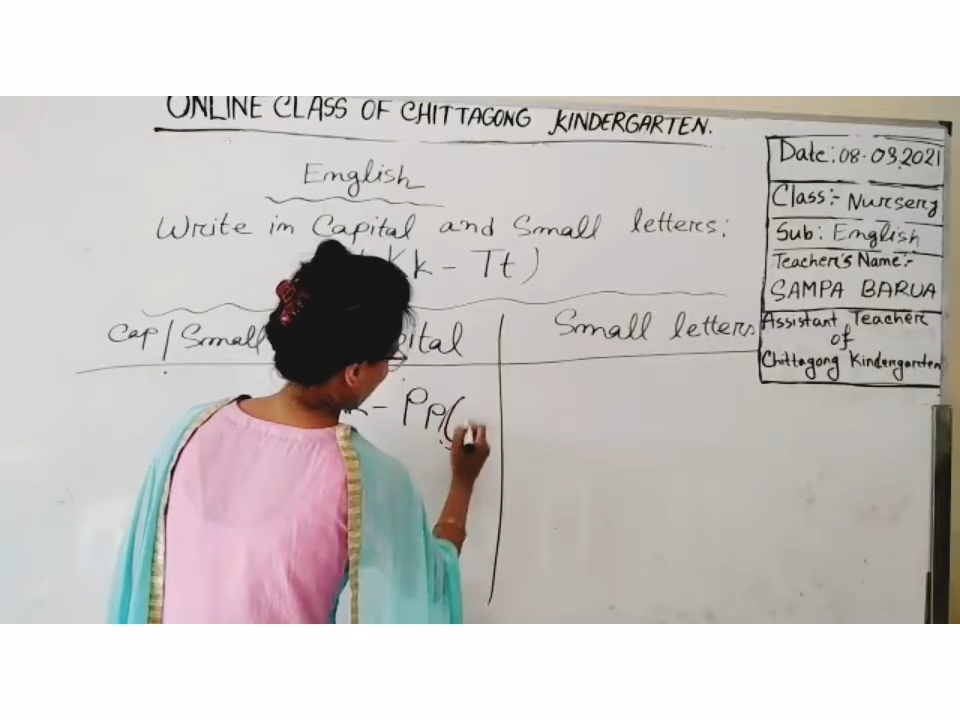 ONLINE CLASS OF CHITTAGONG KINDERGARTEN.
English
Write in Capital and Small letters:
Kk - Tt )
Cap/Small
Small letters
- Pp(
Date: 08-03.2021
Class:- Nursery
Sub: English
Teacher's Name:-
SAMPA BARUA
Assistant Teacher
of
Chittagong Kindergarten